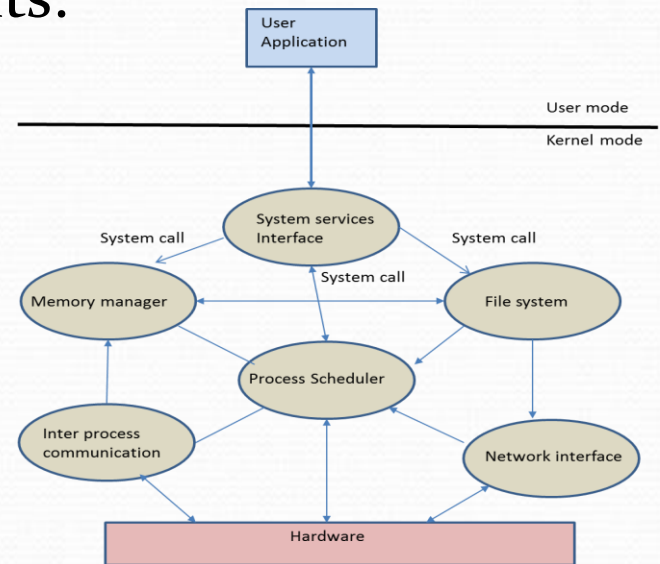 User
Application
User mode
Kernel mode
System services
Interface
System call
System call
System call
Memory manager
File system
Process Scheduler
Inter process
communication
Network interface
Hardware